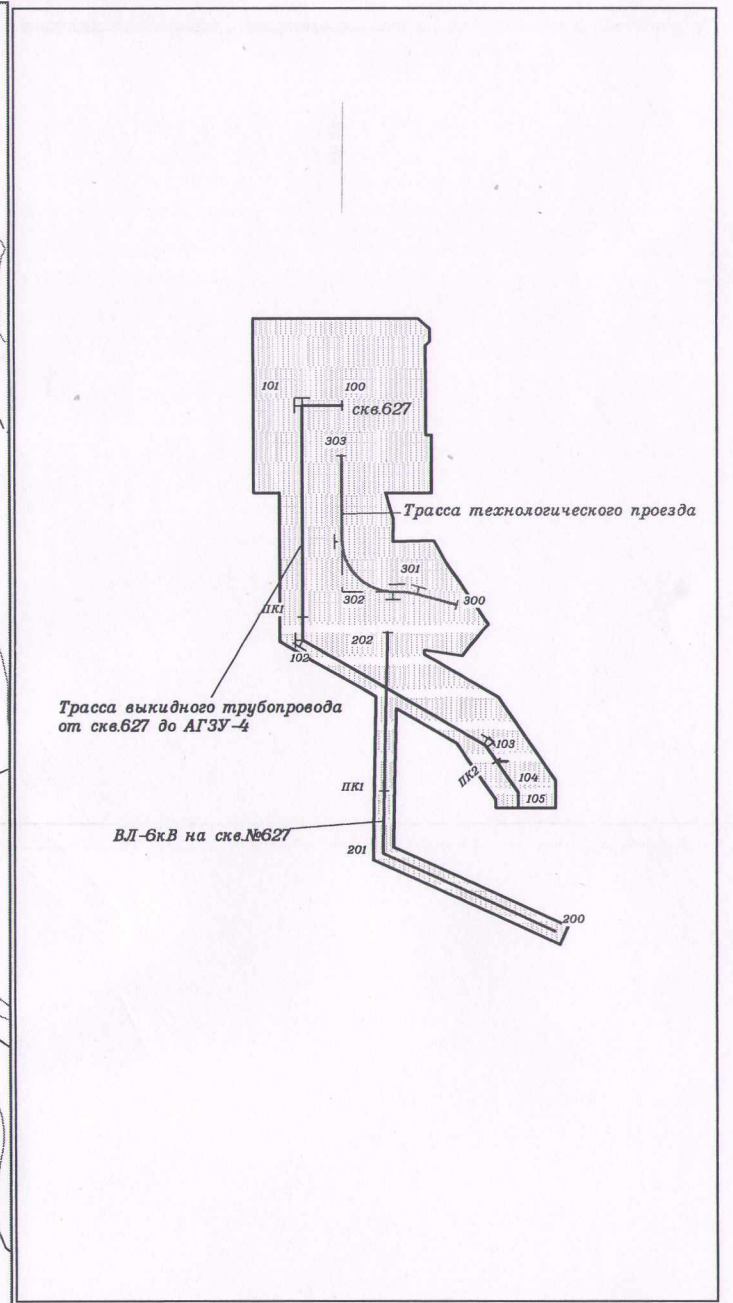 101 100
скв.627
303
Трасса технологического проезда
301
302
300
ПК1
202
102
Трасса выкидного трубопровода
от скв.627 до АГЗУ-4
103
ПК2
104
ПК1
105
ВЛ-6кВ на скв.№627
201
200